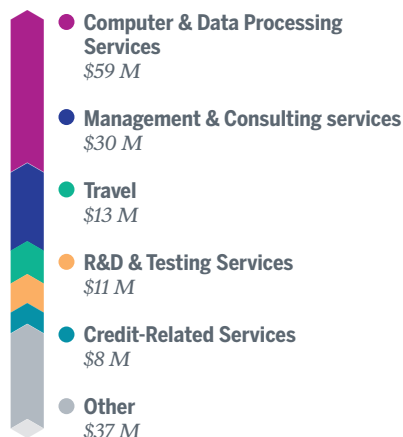 Computer & Data Processing
Services
$59 M
Management & Consulting services
$30 M
Travel
$13 M
R&D & Testing Services
$11 M
Credit-Related Services
$8 M
Other
$37 M